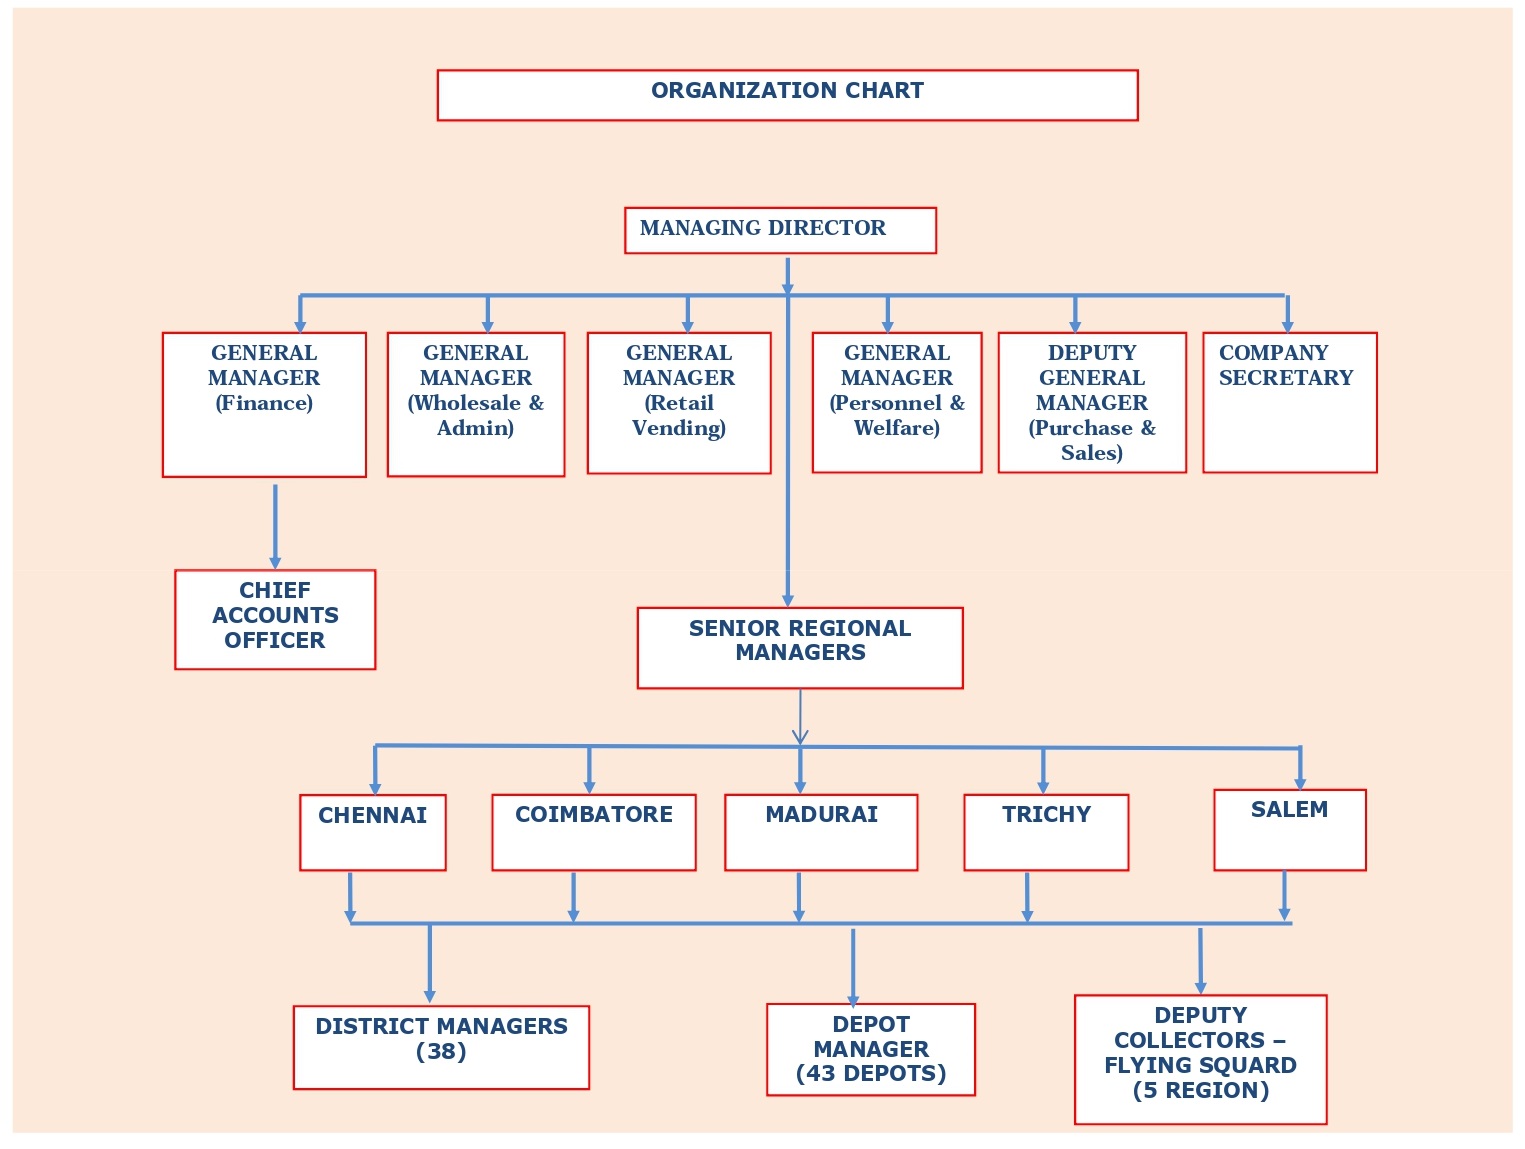 ORGANIZATION CHART
MANAGING DIRECTOR
GENERAL
MANAGER
(Finance)
GENERAL
MANAGER
(Wholesale &
Admin)
GENERAL
MANAGER
(Retail
Vending)
GENERAL
MANAGER
(Personnel &
Welfare)
DEPUTY
GENERAL
MANAGER
(Purchase &
Sales)
COMPANY
SECRETARY
CHIEF
ACCOUNTS
OFFICER
SENIOR REGIONAL
MANAGERS
CHENNAI
COIMBATORE
MADURAI
TRICHY
SALEM
DISTRICT MANAGERS
(38)
DEPOT
MANAGER
(43 DEPOTS)
DEPUTY
COLLECTORS –
FLYING SQUARD
(5 REGION)